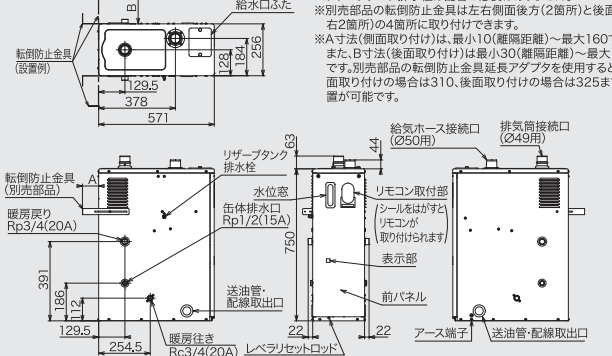 B
給水口ふた
転倒防止金具
(設置例)
129.5
378
571
128
184
256
※別売部品の転倒防止金具は左右側面後方(2箇所)と後面
右2箇所)の4箇所に取り付けできます。
※A寸法(側面取り付け)は、最小10(離隔距離)〜最大160で
また、B寸法(後面取り付け)は最小30(離隔距離)〜最大
です。別売部品の転倒防止金具延長アダプタを使用すると
面取り付けの場合は310、後面取り付けの場合は325ま
置が可能です。
転倒防止金具
(別売部品)
A
リザーブタンク
排水栓
暖房戻り
Rp3/4(20A)
水位窓
缶体排水口
Rp1/2(15A)
391
186
112
129.5
254.5
送油管・
配線取出口
暖房往き
Rc3/4(20A)
63
44
750
22
22
給気ホース接続口
(Ø50用)
排気筒接続口
(Ø49用)
リモコン取付部
(シールをはがすと
リモコンが
取り付けられます)
表示部
前パネル
レベラリセットロッド
アース端子
送油管・配線取出口